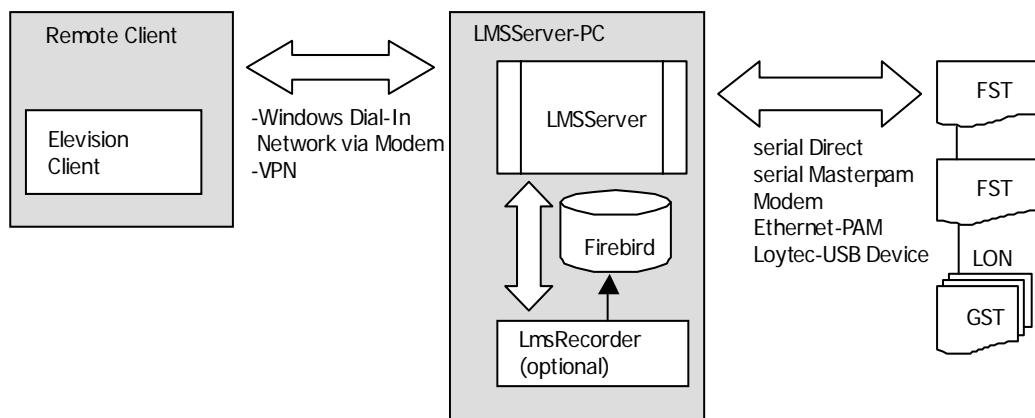 Remote Client
Elevision
Client
-Windows Dial-In
Network via Modem
-VPN
LMSServer-PC
LMSServer
Firebird
LmsRecorder
(optional)
serial Direct
serial Masterpam
Modem
Ethernet-PAM
Loytec-USB Device
FST
FST
LON
GST